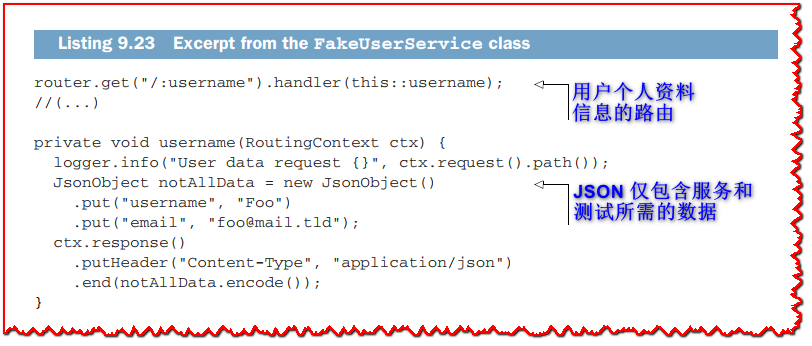 Listing 9.23 Excerpt from the FakeUserService class
router.get("/:username").handler(this::username);
用户个人资料
信息的路由
//(...)
private void username(RoutingContext ctx) {
logger.info("User data request {}", ctx.request().path());
JsonObject notAllData = new JsonObject()
JSON 仅包含服务和
测试所需的数据
.put("username", "Foo")
.put("email", "foo@mail.tld");
ctx.response()
.putHeader("Content-Type", "application/json")
.end(notAllData.encode());
}